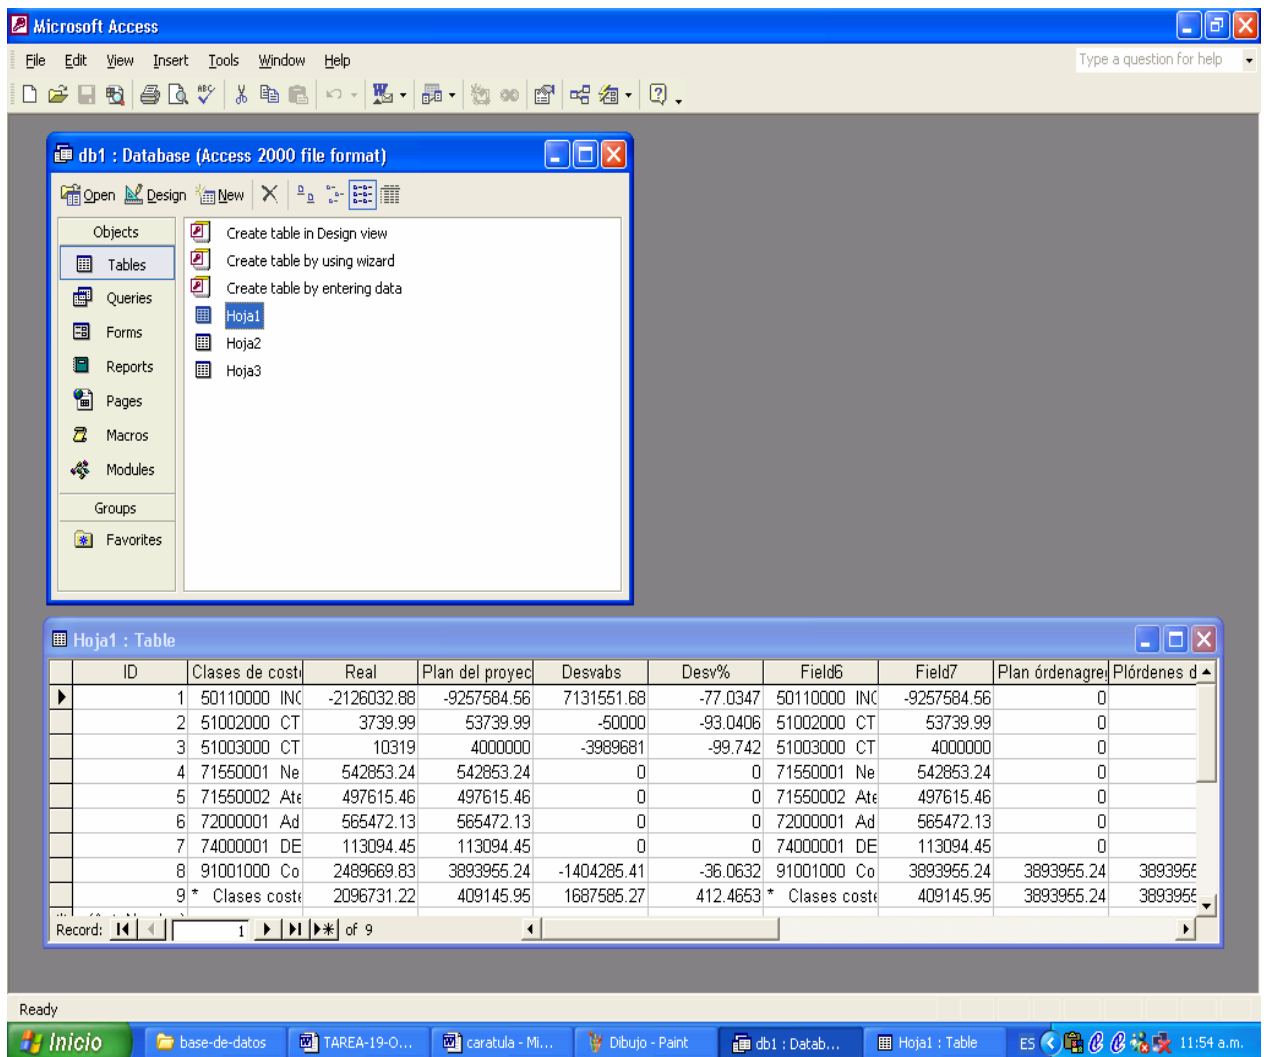 Microsoft Access
File Edit View Insert Tools Window Help Type a question for help
db1 : Database (Access 2000 file format)
Open Design New
Objects
Tables
Queries
Forms
Reports
Pages
Macros
Modules
Groups
Favorites
Create table in Design view
Create table by using wizard
Create table by entering data
Hoja1
Hoja2
Hoja3
Hoja1 : Table
ID Clases de cost Real Plan del proyec Desvabs Desv% Field6 Field7 Plan órdenagre Plórdenes d
1 50110000 INC -2126032.88 -9257584.56 7131551.68 -77.0347 50110000 INC -9257584.56 0
2 51002000 CT 3739.99 53739.99 -50000 -93.0406 51002000 CT 53739.99 0
3 51003000 CT 10319 4000000 -3989681 -99.742 51003000 CT 4000000 0
4 71550001 Ne 542853.24 542853.24 0 0 71550001 Ne 542853.24 0
5 71550002 Ate 497615.46 497615.46 0 0 71550002 Ate 497615.46 0
6 72000001 Ad 565472.13 565472.13 0 0 72000001 Ad 565472.13 0
7 74000001 DE 113094.45 113094.45 0 0 74000001 DE 113094.45 0
8 91001000 Co 2489669.83 3893955.24 -1404285.41 -36.0632 91001000 Co 3893955.24 3893955.24 3893955
9 * Clases coste 2096731.22 409145.95 1687585.27 412.4653 * Clases coste 409145.95 3893955.24 3893955
Record: 1 of 9
Ready
Inicio base-de-datos TAREA-19-O... caratula - Mi... Dibujo - Paint db1 : Datab... Hoja1 : Table ES 11:54 a.m.